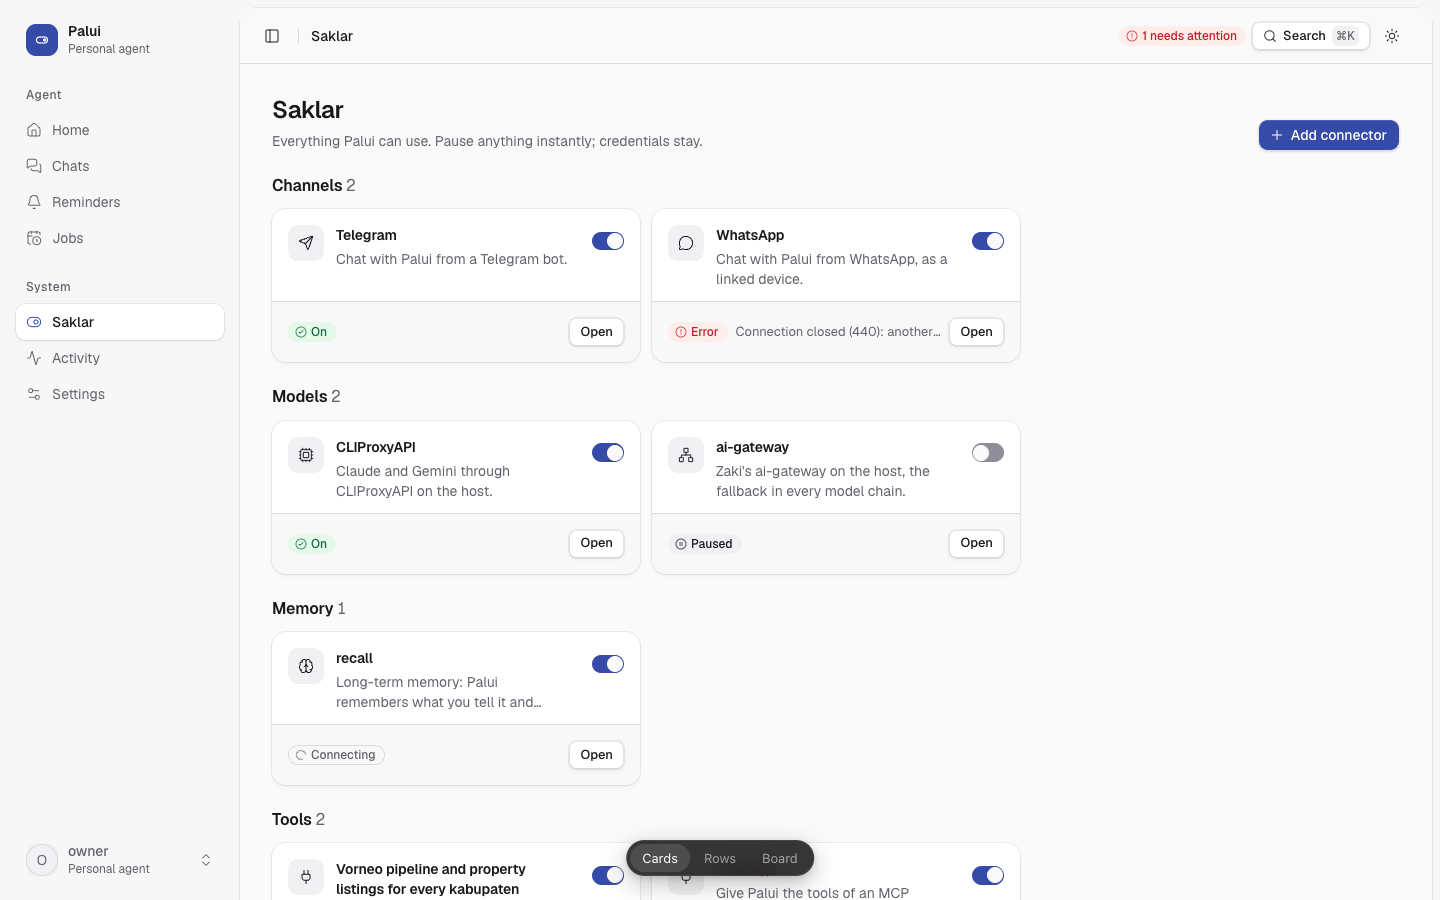 Palui
Personal agent
Agent
Home
Chats
Reminders
Jobs
System
Saklar
Activity
Settings
O
owner
Personal agent
Saklar
1 needs attention
Search ⌘K
Saklar
Everything Palui can use. Pause anything instantly; credentials stay.
Add connector
Channels 2
Telegram
Chat with Palui from a Telegram bot.
On
Open
WhatsApp
Chat with Palui from WhatsApp, as a
linked device.
Error
Connection closed (440): another…
Open
Models 2
CLIProxyAPI
Claude and Gemini through
CLIProxyAPI on the host.
On
Open
ai-gateway
Zaki's ai-gateway on the host, the
fallback in every model chain.
Paused
Open
Memory 1
recall
Long-term memory: Palui
remembers what you tell it and…
Connecting
Open
Tools 2
Vorneo pipeline and property
listings for every kabupaten
Give Palui the tools of an MCP
Cards
Rows
Board